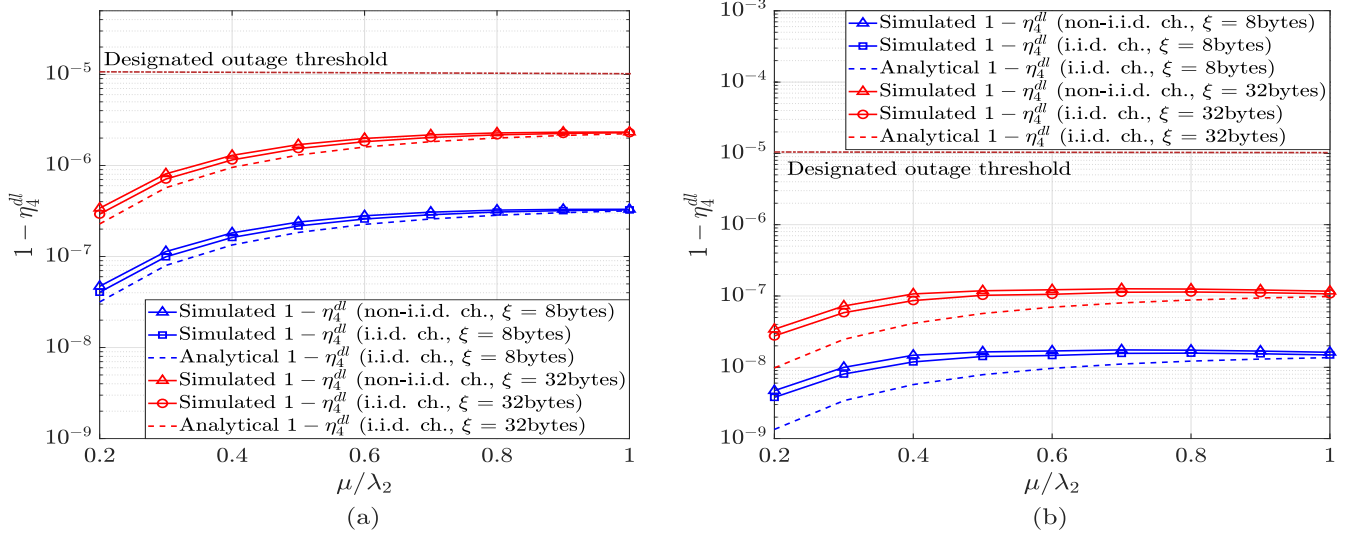 Designated outage threshold
10^{-5}
10^{-6}
10^{-7}
10^{-8}
10^{-9}
1 − η_4^{dl}
Simulated 1 − η_4^{dl} (non-i.i.d. ch., ξ = 8bytes)
Simulated 1 − η_4^{dl} (i.i.d. ch., ξ = 8bytes)
Analytical 1 − η_4^{dl} (i.i.d. ch., ξ = 8bytes)
Simulated 1 − η_4^{dl} (non-i.i.d. ch., ξ = 32bytes)
Simulated 1 − η_4^{dl} (i.i.d. ch., ξ = 32bytes)
Analytical 1 − η_4^{dl} (i.i.d. ch., ξ = 32bytes)
0.2 0.4 0.6 0.8 1
μ/λ_2
(a)
10^{-3}
10^{-4}
10^{-5}
10^{-6}
10^{-7}
10^{-8}
10^{-9}
1 − η_4^{dl}
Simulated 1 − η_4^{dl} (non-i.i.d. ch., ξ = 8bytes)
Simulated 1 − η_4^{dl} (i.i.d. ch., ξ = 8bytes)
Analytical 1 − η_4^{dl} (i.i.d. ch., ξ = 8bytes)
Simulated 1 − η_4^{dl} (non-i.i.d. ch., ξ = 32bytes)
Simulated 1 − η_4^{dl} (i.i.d. ch., ξ = 32bytes)
Analytical 1 − η_4^{dl} (i.i.d. ch., ξ = 32bytes)
Designated outage threshold
0.2 0.4 0.6 0.8 1
μ/λ_2
(b)